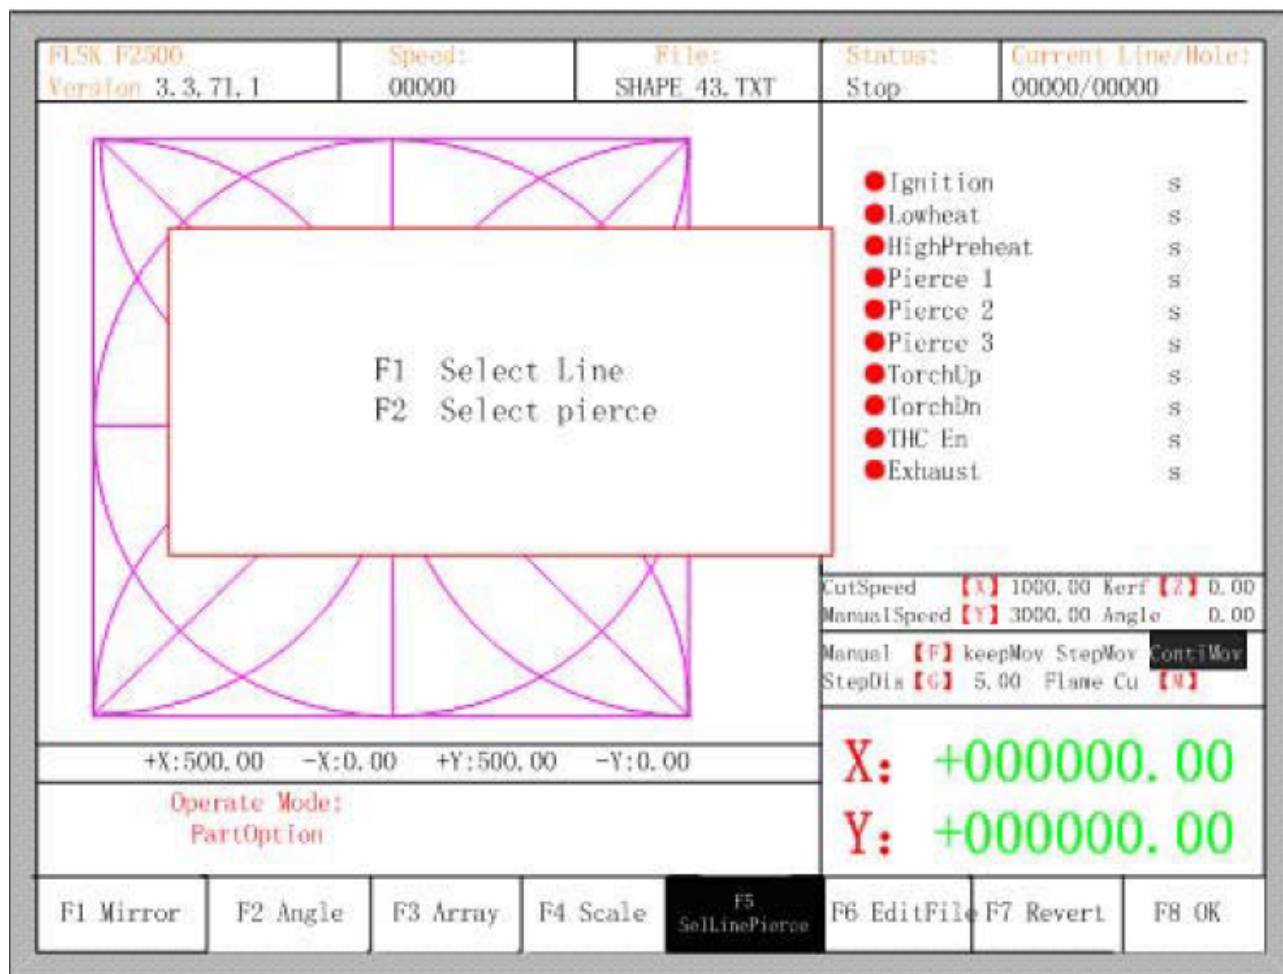 FLSK F2500
Version 3.3.71.1
Speed:
00000
File:
SHAPE_43.TXT
Status:
Stop
Current Line/Hole:
00000/00000
F1 Select Line
F2 Select pierce
Ignition s
Lowheat s
HighPreheat s
Pierce 1 s
Pierce 2 s
Pierce 3 s
TorchUp s
TorchDn s
THC En s
Exhaust s
CutSpeed 【X】 1000.00 Kerf【Z】 0.00
ManualSpeed【Y】 3000.00 Angle 0.00
Manual 【F】 keepMov StepMov ContiMov
StepDis【G】 5.00 Flame Cu 【M】
+X:500.00 -X:0.00 +Y:500.00 -Y:0.00
X: +000000.00
Y: +000000.00
Operate Mode:
PartOption
F1 Mirror
F2 Angle
F3 Array
F4 Scale
F5
SelLinePierce
F6 EditFile
F7 Revert
F8 OK